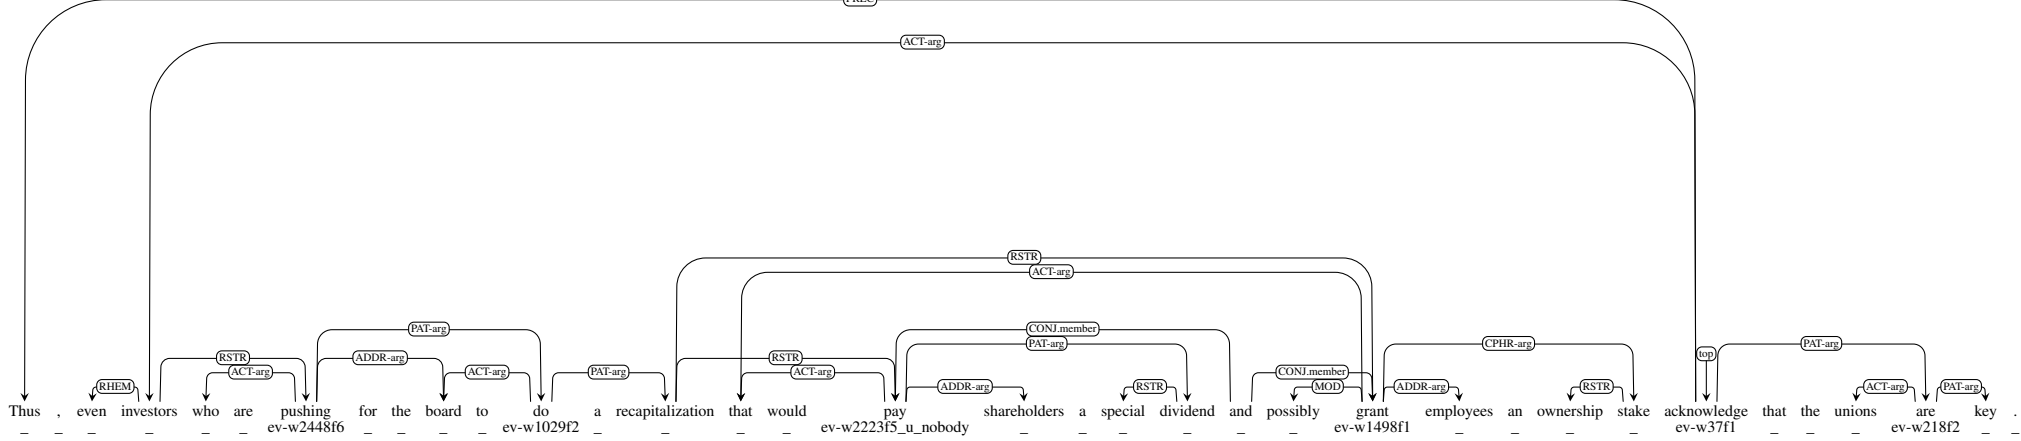 ACT-arg
RSTR
ACT-arg
PAT-arg CONJ.member
PAT-arg CPHR-arg PAT-arg
top
RSTR ADDR-arg RSTR
ACT-arg ACT-arg PAT-arg ACT-arg CONJ.member
RHEM ADDR-arg RSTR MOD ADDR-arg RSTR ACT-arg PAT-arg
Thus , even investors who are pushing for the board to do a recapitalization that would pay shareholders a special dividend and possibly grant employees an ownership stake acknowledge that the unions are key .
_ _ _ _ _ _ ev-w2448f6 _ _ _ _ ev-w1029f2 _ _ _ _ ev-w2223f5_u_nobody _ _ _ _ _ _ ev-w1498f1 _ _ _ _ ev-w37f1 _ _ _ ev-w218f2 _ _